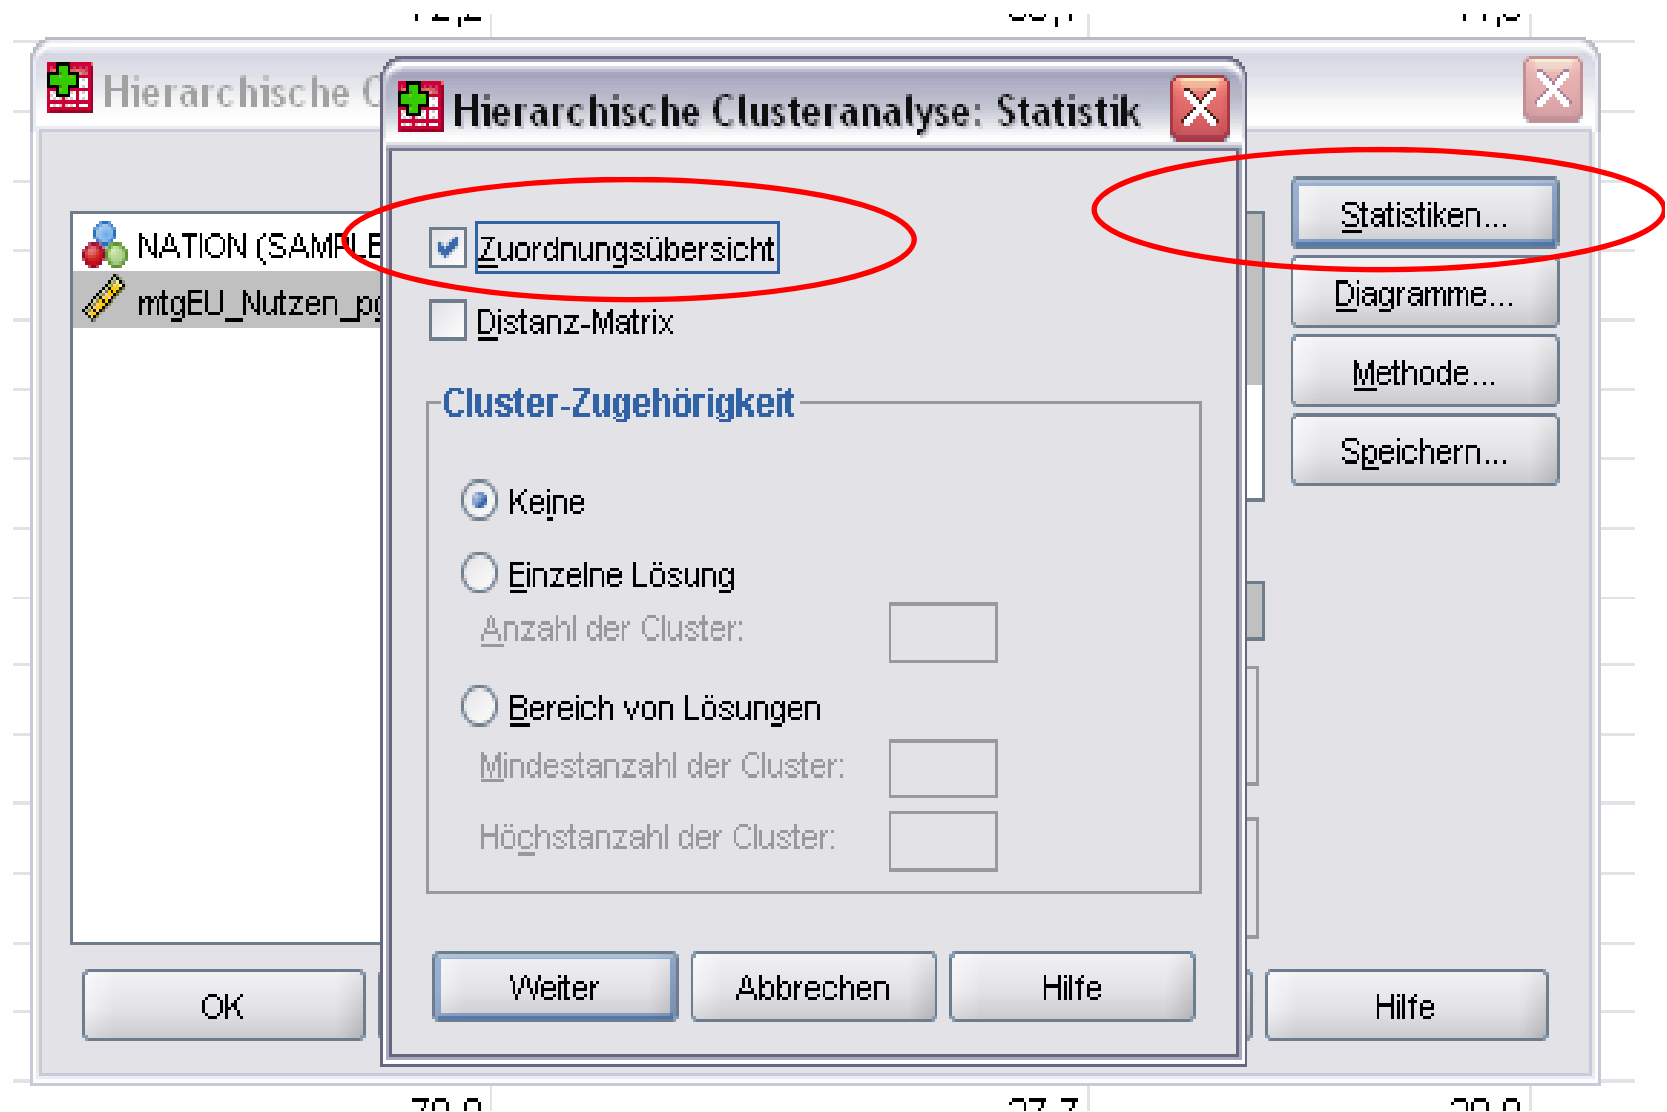 Hierarchische C
Hierarchische Clusteranalyse: Statistik
NATION (SAMPLE
mtgEU_Nutzen_pg
Zuordnungsübersicht
Distanz-Matrix
Cluster-Zugehörigkeit
Keine
Einzelne Lösung
Anzahl der Cluster:
Bereich von Lösungen
Mindestanzahl der Cluster:
Höchstanzahl der Cluster:
Weiter
Abbrechen
Hilfe
Statistiken...
Diagramme...
Methode...
Speichern...
OK
Hilfe